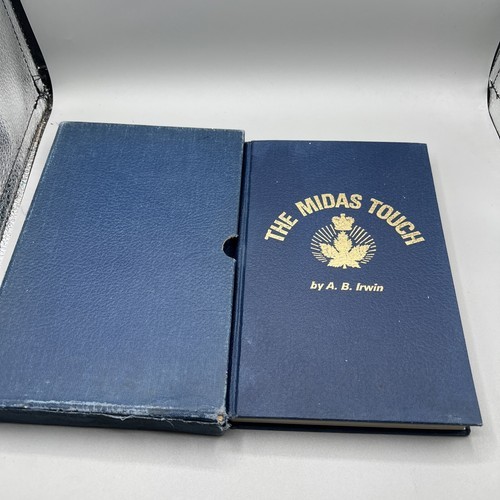 THE MIDAS TOUCH
by A. B. Irwin